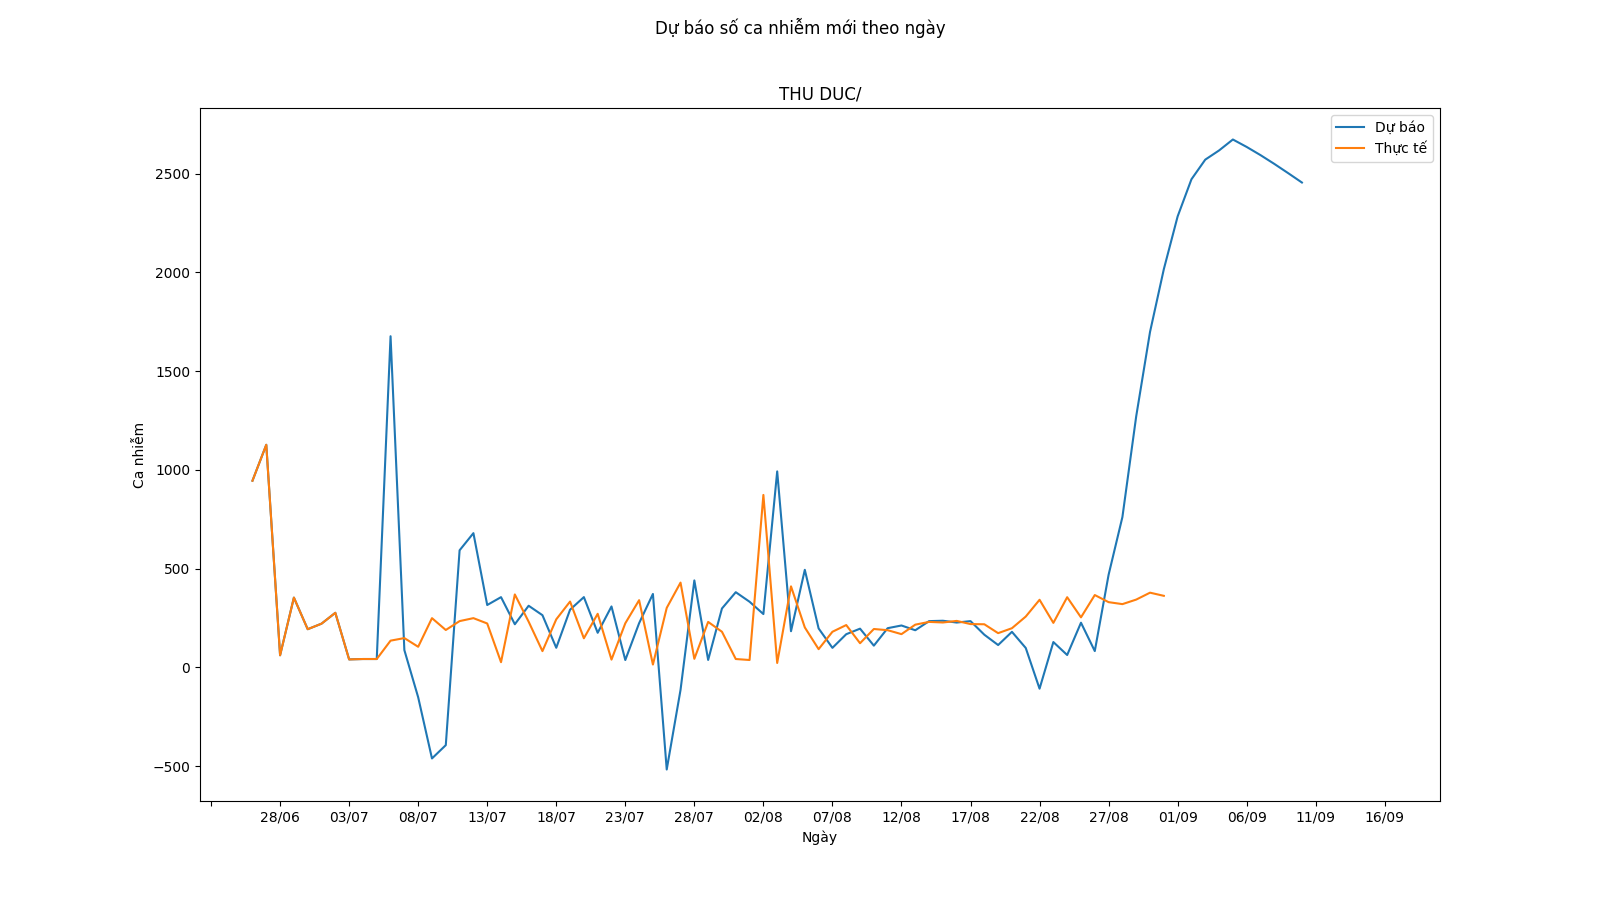 Dự báo số ca nhiễm mới theo ngày
THU DUC/
Dự báo
Thực tế
2500
2000
1500
1000
500
0
−500
Ca nhiễm
28/06 03/07 08/07 13/07 18/07 23/07 28/07 02/08 07/08 12/08 17/08 22/08 27/08 01/09 06/09 11/09 16/09
Ngày